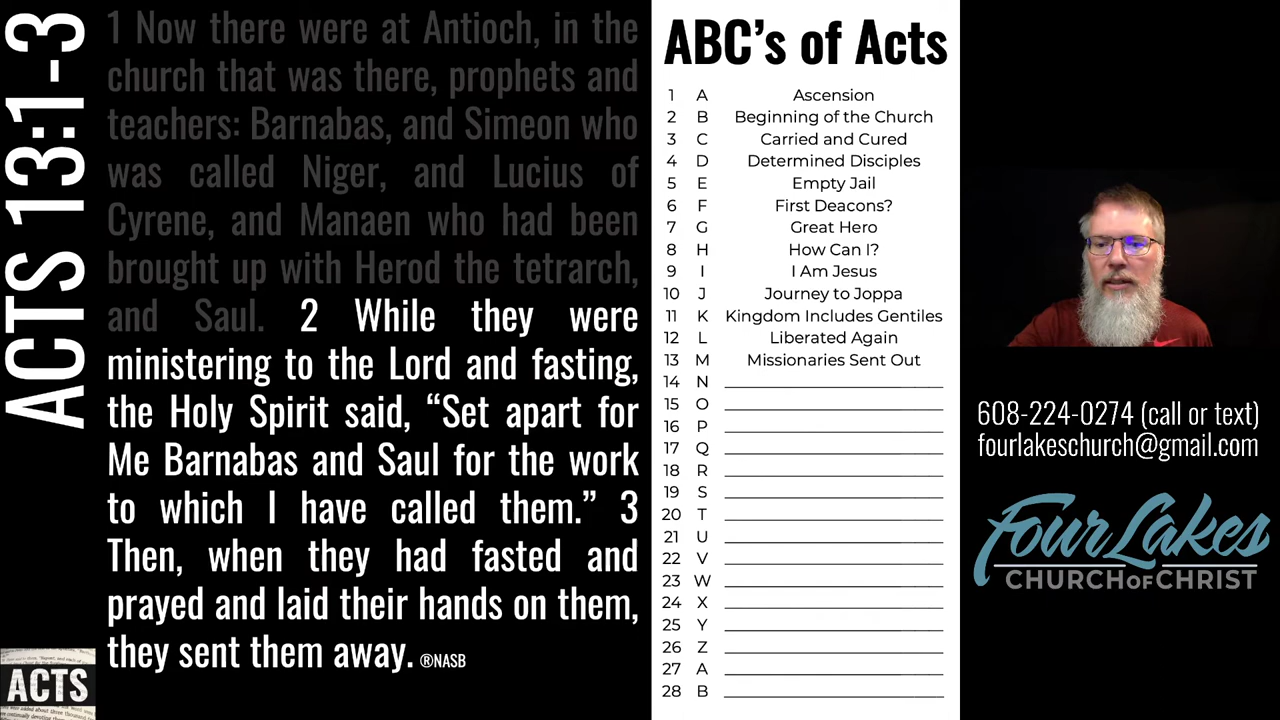 ACTS 13:1-3
1 Now there were at Antioch, in the
church that was there, prophets and
teachers: Barnabas, and Simeon who
was called Niger, and Lucius of
Cyrene, and Manaen who had been
brought up with Herod the tetrarch,
and Saul. 2 While they were
ministering to the Lord and fasting,
the Holy Spirit said, “Set apart for
Me Barnabas and Saul for the work
to which I have called them.” 3
Then, when they had fasted and
prayed and laid their hands on them,
they sent them away. ®NASB
ACTS
ABC’s of Acts
1 A Ascension
2 B Beginning of the Church
3 C Carried and Cured
4 D Determined Disciples
5 E Empty Jail
6 F First Deacons?
7 G Great Hero
8 H How Can I?
9 I I Am Jesus
10 J Journey to Joppa
11 K Kingdom Includes Gentiles
12 L Liberated Again
13 M Missionaries Sent Out
14 N
15 O
16 P
17 Q
18 R
19 S
20 T
21 U
22 V
23 W
24 X
25 Y
26 Z
27 A
28 B
608-224-0274 (call or text)
fourlakeschurch@gmail.com
Four Lakes
CHURCH OF CHRIST